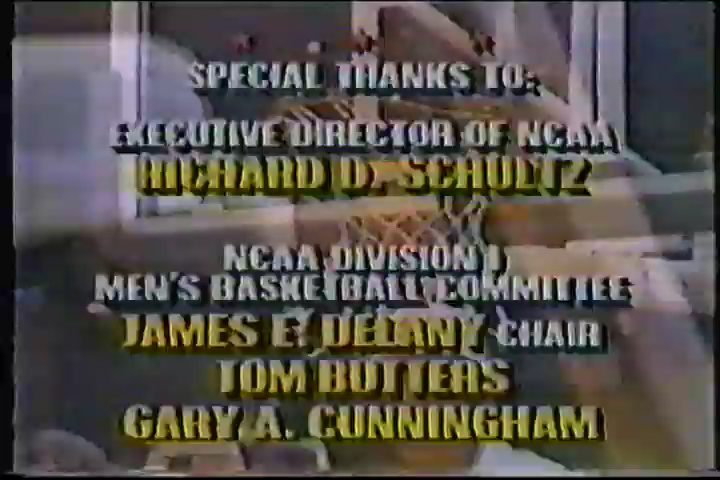 SPECIAL THANKS TO:
EXECUTIVE DIRECTOR OF NCAA
RICHARD D. SCHULTZ
NCAA DIVISION I
MEN'S BASKETBALL COMMITTEE
JAMES E. DELANY CHAIR
TOM BUTTERS
GARY A. CUNNINGHAM